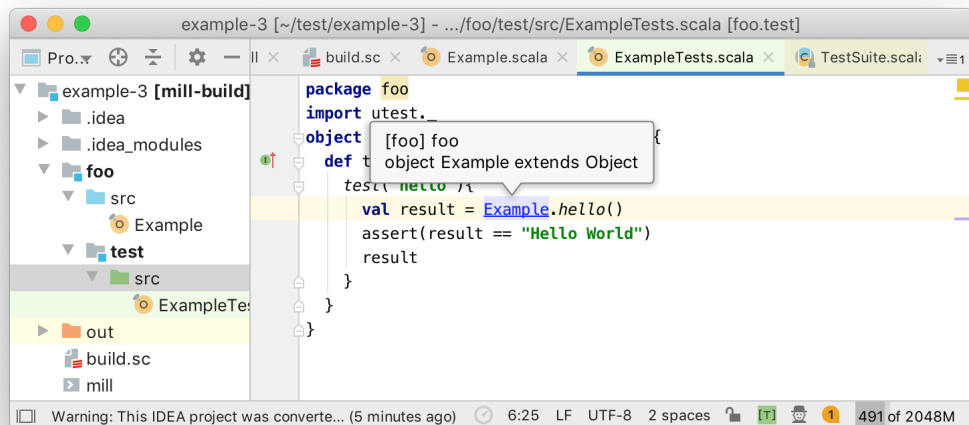 example-3 [~/test/example-3] - .../foo/test/src/ExampleTests.scala [foo.test]
Pro..
build.sc
Example.scala
ExampleTests.scala
TestSuite.scala
1
example-3 [mill-build]
.idea
.idea_modules
foo
src
Example
test
src
ExampleTes
out
build.sc
mill
package foo
import utest._
object
{
[foo] foo
object Example extends Object
def t
test("hello"){
val result = Example.hello()
assert(result == "Hello World")
result
}
}
}
Warning: This IDEA project was converte... (5 minutes ago)
6:25
LF
UTF-8
2 spaces
[T]
1
491 of 2048M